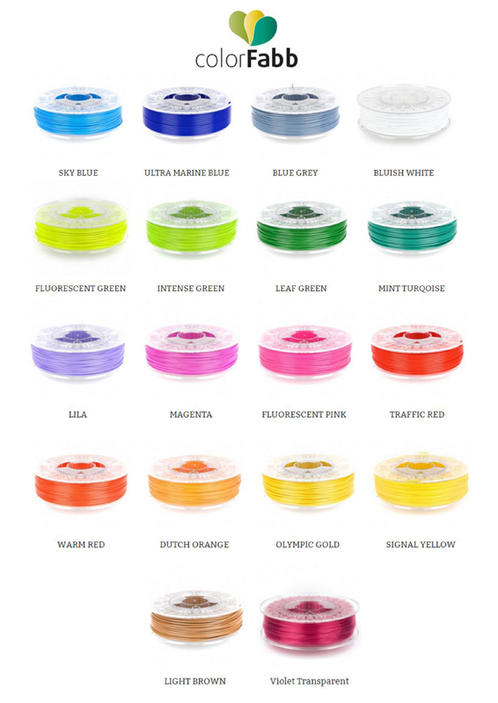 colorFabb
SKY BLUE
ULTRA MARINE BLUE
BLUE GREY
BLUISH WHITE
FLUORESCENT GREEN
INTENSE GREEN
LEAF GREEN
MINT TURQOISE
LILA
MAGENTA
FLUORESCENT PINK
TRAFFIC RED
WARM RED
DUTCH ORANGE
OLYMPIC GOLD
SIGNAL YELLOW
LIGHT BROWN
Violet Transparent